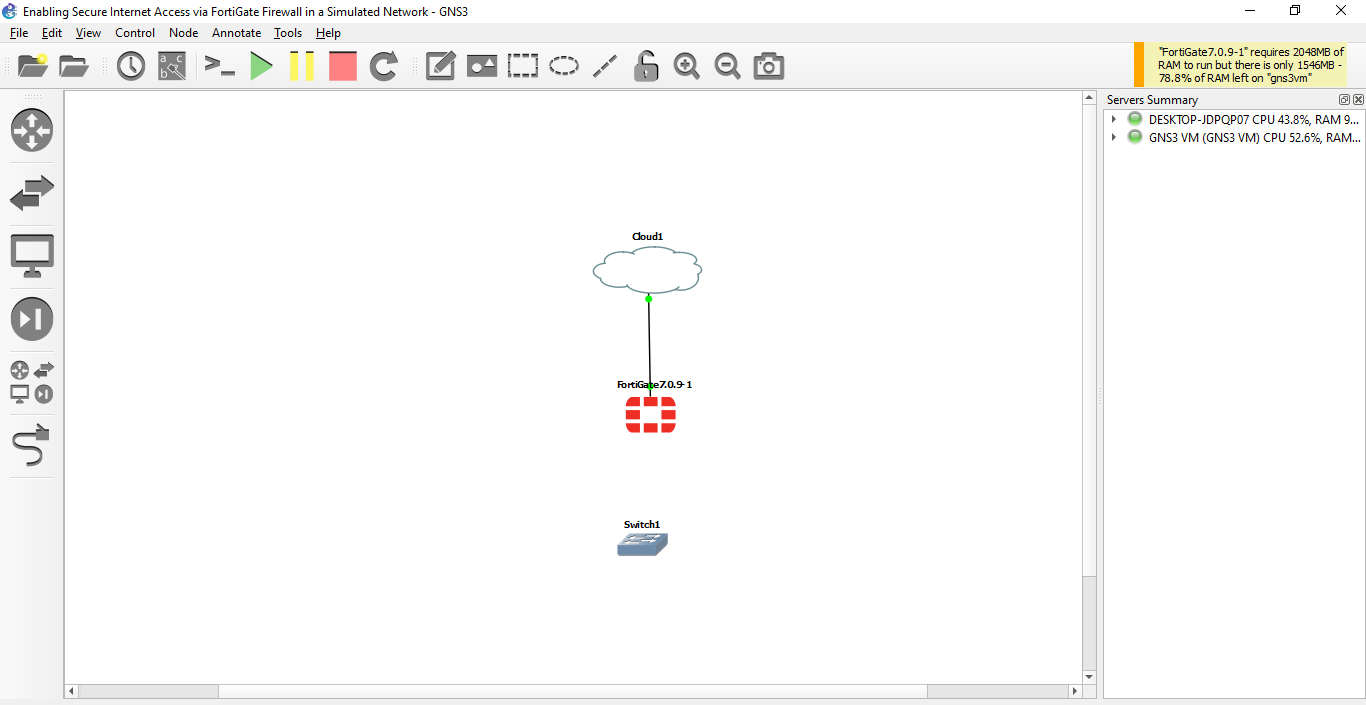 Enabling Secure Internet Access via FortiGate Firewall in a Simulated Network - GNS3
File Edit View Control Node Annotate Tools Help
"FortiGate7.0.9-1" requires 2048MB of
RAM to run but there is only 1546MB -
78.8% of RAM left on "gns3vm"
Servers Summary
DESKTOP-JDPQP07 CPU 43.8%, RAM 9...
GNS3 VM (GNS3 VM) CPU 52.6%, RAM...
Cloud1
FortiGate7.0.9-1
Switch1